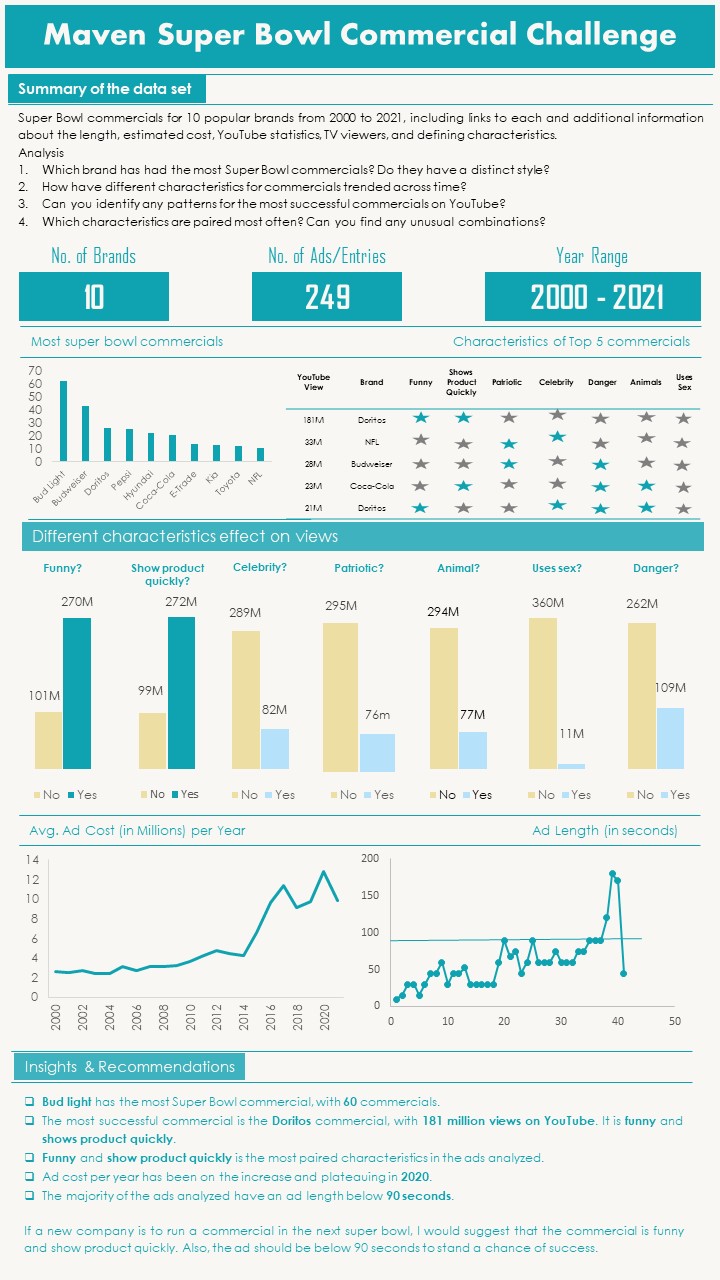 Maven Super Bowl Commercial Challenge
Summary of the data set
Super Bowl commercials for 10 popular brands from 2000 to 2021, including links to each and additional information
about the length, estimated cost, YouTube statistics, TV viewers, and defining characteristics.
Analysis
1. Which brand has had the most Super Bowl commercials? Do they have a distinct style?
2. How have different characteristics for commercials trended across time?
3. Can you identify any patterns for the most successful commercials on YouTube?
4. Which characteristics are paired most often? Can you find any unusual combinations?
No. of Brands
10
No. of Ads/Entries
249
Year Range
2000 - 2021
Most super bowl commercials
70
60
50
40
30
20
10
0
Bud Light
Budweiser
Doritos
Pepsi
Hyundai
Coca-Cola
E-Trade
Kia
Toyota
NFL
Characteristics of Top 5 commercials
YouTube View Brand Funny Shows Product Quickly Patriotic Celebrity Danger Animals Uses Sex
181M Doritos
33M NFL
28M Budweiser
23M Coca-Cola
21M Doritos
Different characteristics effect on views
Funny?
101M
270M
No Yes
Show product
quickly?
99M
272M
No Yes
Celebrity?
289M
82M
No Yes
Patriotic?
295M
76m
No Yes
Animal?
294M
77M
No Yes
Uses sex?
360M
11M
No Yes
Danger?
262M
109M
No Yes
Avg. Ad Cost (in Millions) per Year
14
12
10
8
6
4
2
0
2000
2002
2004
2006
2008
2010
2012
2014
2016
2018
2020
Ad Length (in seconds)
200
150
100
50
0
0 10 20 30 40 50
Insights & Recommendations
❑ Bud light has the most Super Bowl commercial, with 60 commercials.
❑ The most successful commercial is the Doritos commercial, with 181 million views on YouTube. It is funny and
shows product quickly.
❑ Funny and show product quickly is the most paired characteristics in the ads analyzed.
❑ Ad cost per year has been on the increase and plateauing in 2020.
❑ The majority of the ads analyzed have an ad length below 90 seconds.
If a new company is to run a commercial in the next super bowl, I would suggest that the commercial is funny
and show product quickly. Also, the ad should be below 90 seconds to stand a chance of success.